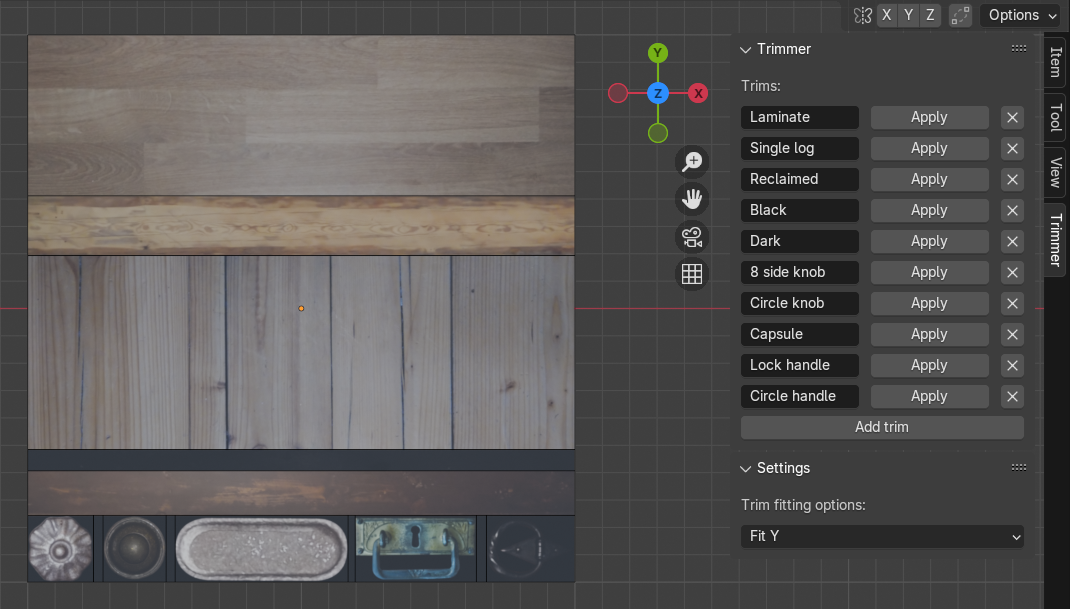 X Y Z Options
Y
Z X
Trimmer
Trims:
Laminate Apply
Single log Apply
Reclaimed Apply
Black Apply
Dark Apply
8 side knob Apply
Circle knob Apply
Capsule Apply
Lock handle Apply
Circle handle Apply
Add trim
Settings
Trim fitting options:
Fit Y
Item
Tool
View
Trimmer